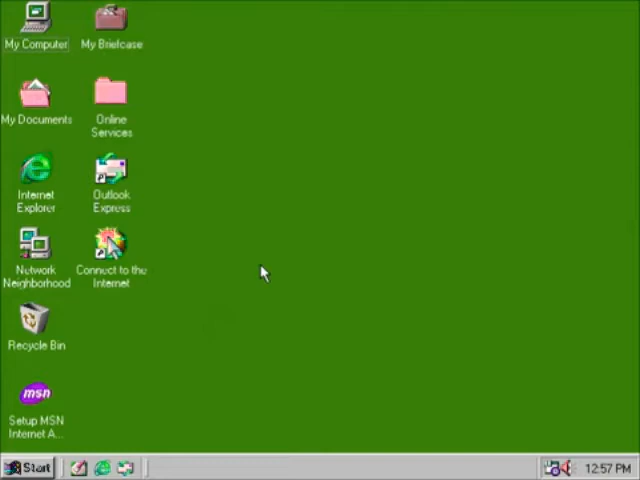 My Computer
My Briefcase
My Documents
Online
Services
Internet
Explorer
Outlook
Express
Network
Neighborhood
Connect to the
Internet
Recycle Bin
msn
Setup MSN
Internet A...
Start
12:57 PM